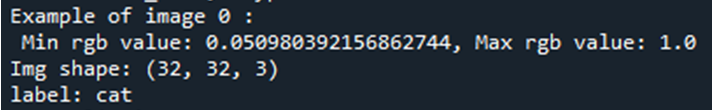 Example of image 0 :
Min rgb value: 0.050980392156862744, Max rgb value: 1.0
Img shape: (32, 32, 3)
label: cat